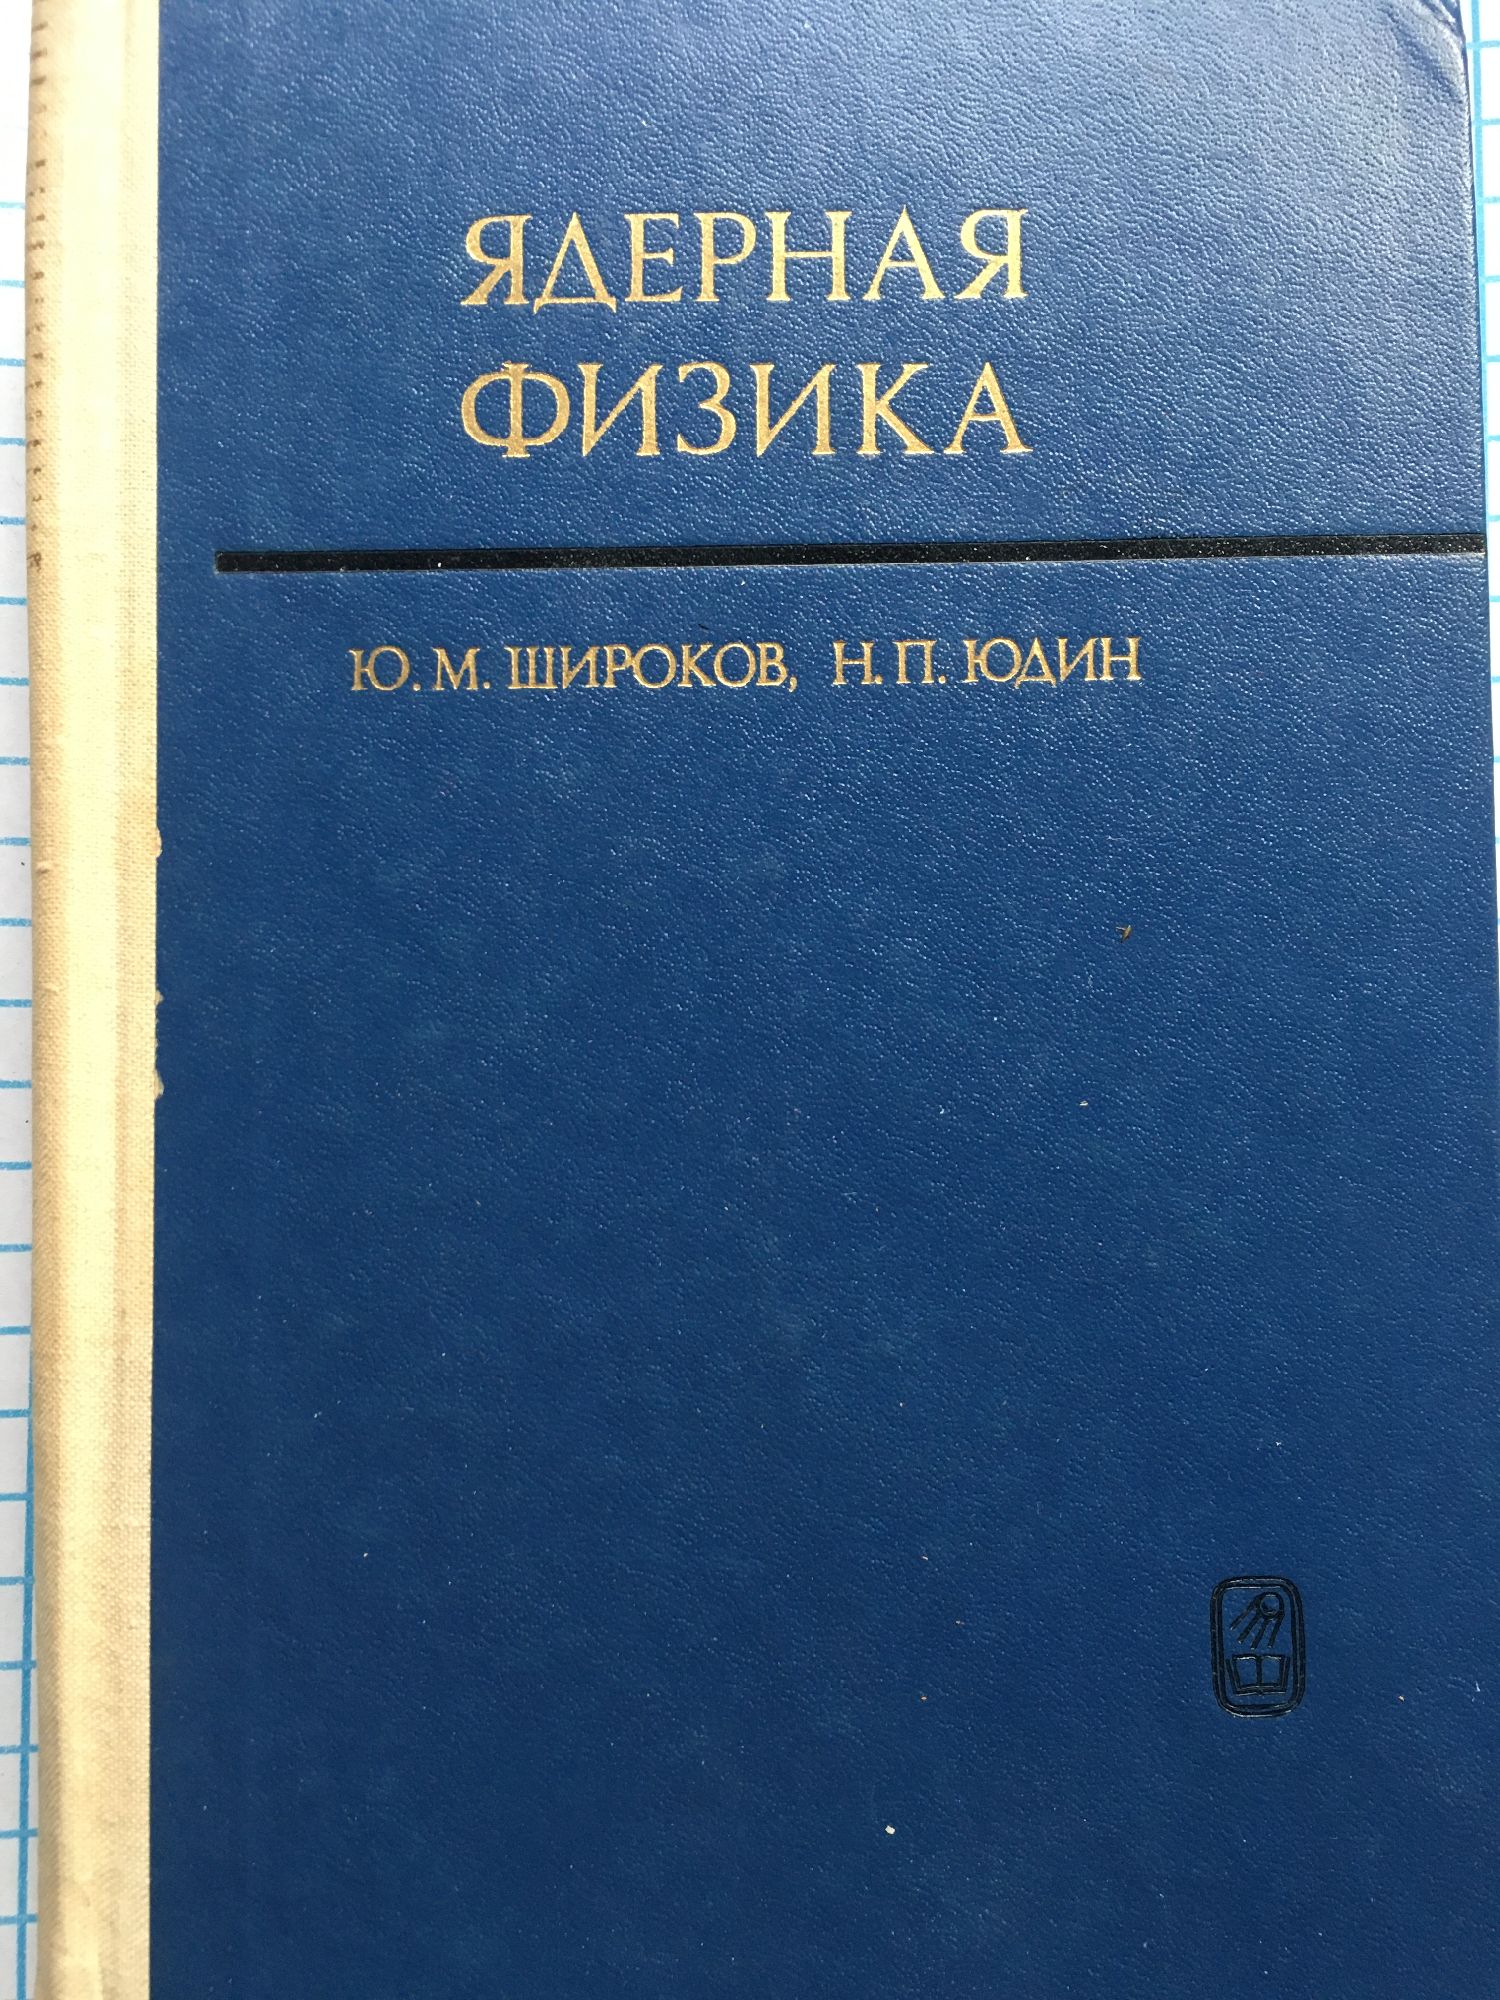 ЯДЕРНАЯ
ФИЗИКА
Ю. М. ШИРОКОВ, Н. П. ЮДИН